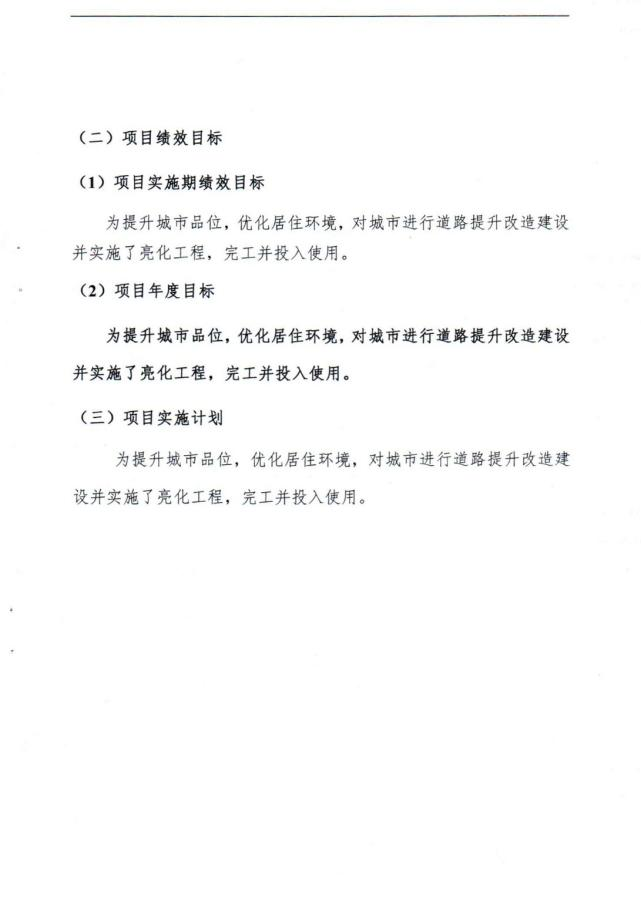 （二）项目绩效目标
（1）项目实施期绩效目标
为提升城市品位，优化居住环境，对城市进行道路提升改造建设
并实施了亮化工程，完工并投入使用。
（2）项目年度目标
为提升城市品位，优化居住环境，对城市进行道路提升改造建设
并实施了亮化工程，完工并投入使用。
（三）项目实施计划
为提升城市品位，优化居住环境，对城市进行道路提升改造建
设并实施了亮化工程，完工并投入使用。